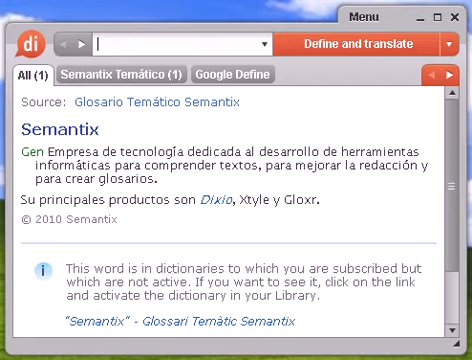 Menu
di
Define and translate
All (1)
Semantix Temático (1)
Google Define
Source: Glosario Temático Semantix
Semantix
Gen Empresa de tecnología dedicada al desarrollo de herramientas
informáticas para comprender textos, para mejorar la redacción y
para crear glosarios.
Su principales productos son Dixio, Xtyle y Gloxr.
© 2010 Semantix
i
This word is in dictionaries to which you are subscribed but
which are not active. If you want to see it, click on the link
and activate the dictionary in your Library.
"Semantix" - Glossari Temàtic Semantix